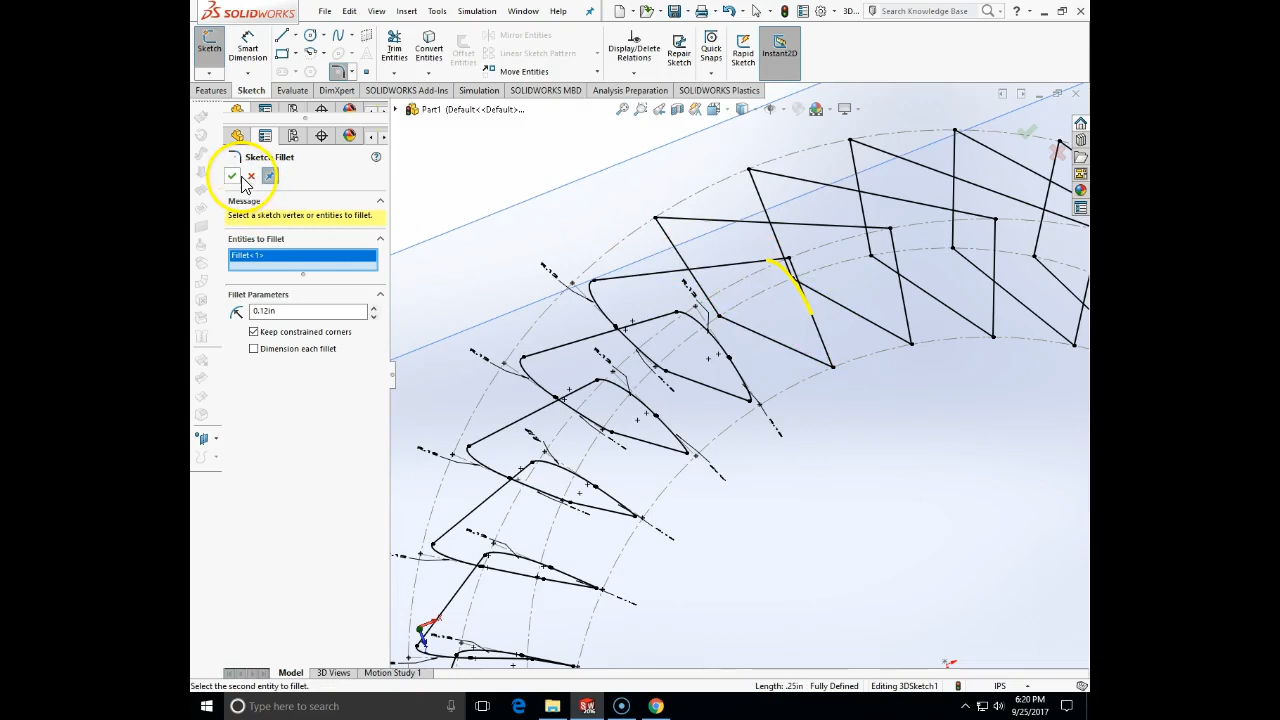 SOLIDWORKS File Edit View Insert Tools Simulation Window Help 3D... Search Knowledge Base ?
Sketch Smart Dimension Trim Entities Convert Entities Offset Entities Mirror Entities Linear Sketch Pattern Move Entities Display/Delete Relations Repair Sketch Quick Snaps Rapid Sketch Instant2D
Features Sketch Evaluate DimXpert SOLIDWORKS Add-Ins Simulation SOLIDWORKS MBD Analysis Preparation SOLIDWORKS Plastics
Part1 (Default<<Default>...
Sketch Fillet
Message
Select a sketch vertex or entities to fillet.
Entities to Fillet
Fillet<1>
Fillet Parameters
0.12in
Keep constrained corners
Dimension each fillet
Model 3D Views Motion Study 1
Select the second entity to fillet. Length: .25in Fully Defined Editing 3DSketch1 IPS
Type here to search
6:20 PM
9/25/2017